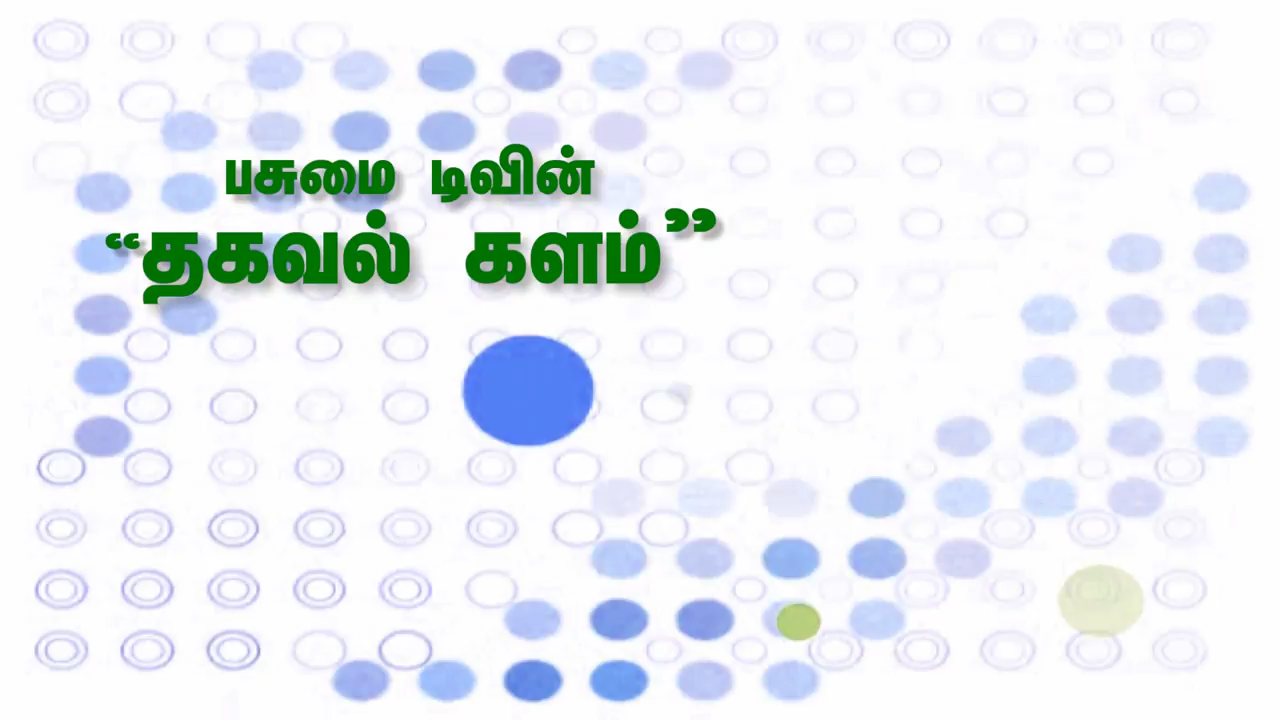 பசுமை டிவின்
“தகவல் களம்”